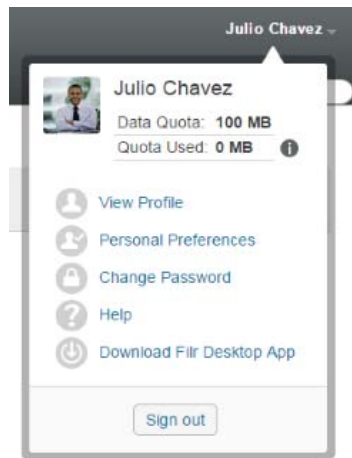 Julio Chavez
Julio Chavez
Data Quota: 100 MB
Quota Used: 0 MB
View Profile
Personal Preferences
Change Password
Help
Download Filr Desktop App
Sign out